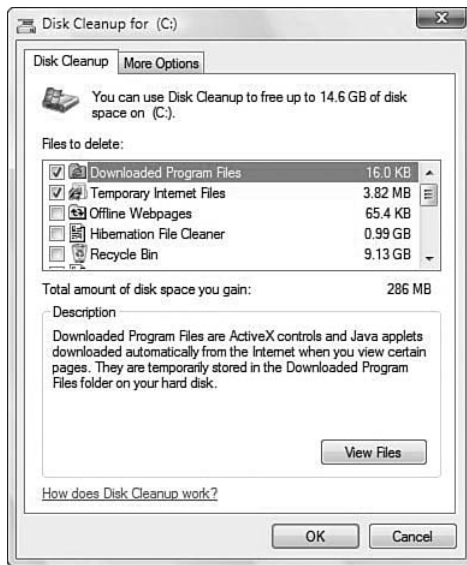 Disk Cleanup for (C:)
Disk Cleanup
More Options
You can use Disk Cleanup to free up to 14.6 GB of disk
space on (C:).
Files to delete:
Downloaded Program Files 16.0 KB
Temporary Internet Files 3.82 MB
Offline Webpages 65.4 KB
Hibernation File Cleaner 0.99 GB
Recycle Bin 9.13 GB
Total amount of disk space you gain: 286 MB
Description
Downloaded Program Files are ActiveX controls and Java applets
downloaded automatically from the Internet when you view certain
pages. They are temporarily stored in the Downloaded Program
Files folder on your hard disk.
View Files
How does Disk Cleanup work?
OK Cancel